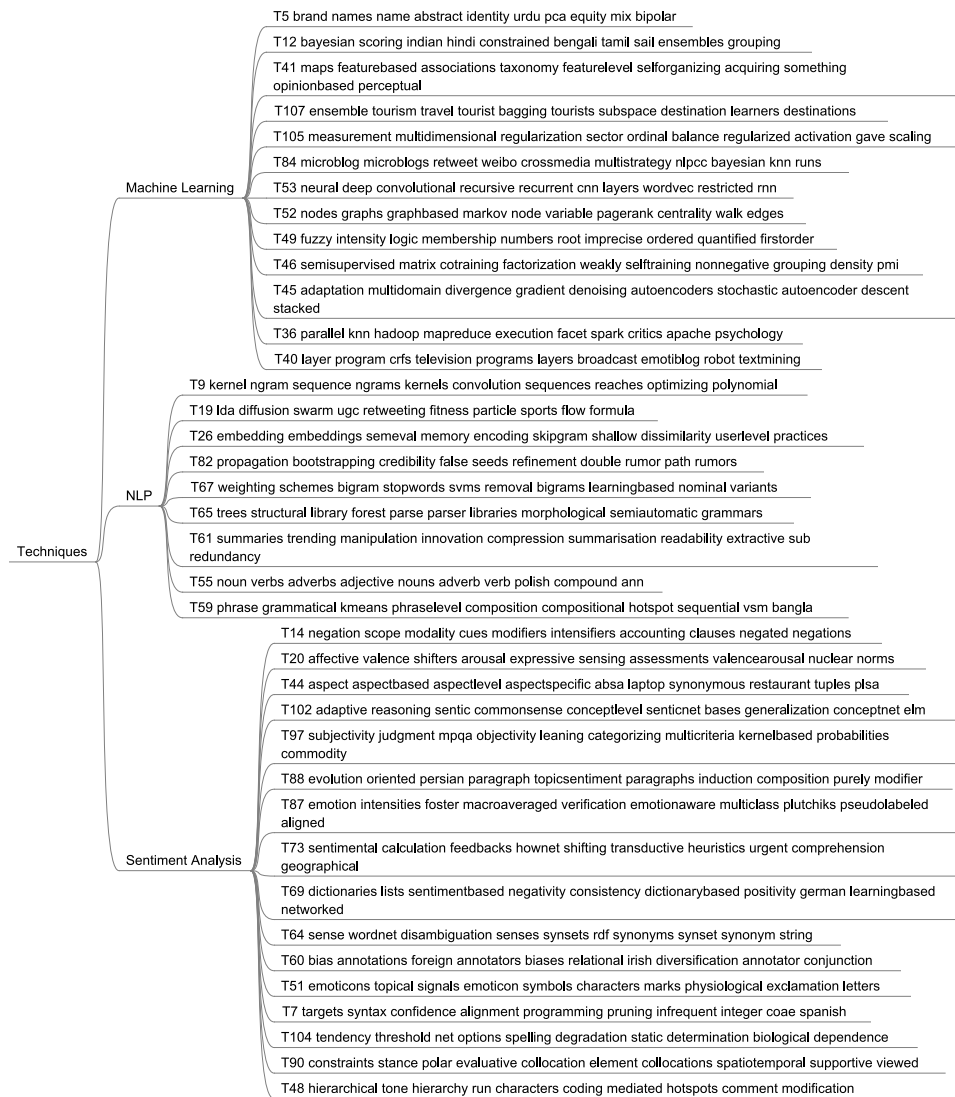 T5 brand names name abstract identity urdu pca equity mix bipolar
T12 bayesian scoring indian hindi constrained bengali tamil sail ensembles grouping
T41 maps featurebased associations taxonomy featurelevel selforganizing acquiring something
opinionbased perceptual
T107 ensemble tourism travel tourist bagging tourists subspace destination learners destinations
T105 measurement multidimensional regularization sector ordinal balance regularized activation gave scaling
T84 microblog microblogs retweet weibo crossmedia multistrategy nlpcc bayesian knn runs
Machine Learning
T53 neural deep convolutional recursive recurrent cnn layers wordvec restricted rnn
T52 nodes graphs graphbased markov node variable pagerank centrality walk edges
T49 fuzzy intensity logic membership numbers root imprecise ordered quantified firstorder
T46 semisupervised matrix cotraining factorization weakly selftraining nonnegative grouping density pmi
T45 adaptation multidomain divergence gradient denoising autoencoders stochastic autoencoder descent
stacked
T36 parallel knn hadoop mapreduce execution facet spark critics apache psychology
T40 layer program crfs television programs layers broadcast emotiblog robot textmining
T9 kernel ngram sequence ngrams kernels convolution sequences reaches optimizing polynomial
T19 lda diffusion swarm ugc retweeting fitness particle sports flow formula
T26 embedding embeddings semeval memory encoding skipgram shallow dissimilarity userlevel practices
T82 propagation bootstrapping credibility false seeds refinement double rumor path rumors
T67 weighting schemes bigram stopwords svms removal bigrams learningbased nominal variants
NLP
T65 trees structural library forest parse parser libraries morphological semiautomatic grammars
T61 summaries trending manipulation innovation compression summarisation readability extractive sub
redundancy
Techniques
T55 noun verbs adverbs adjective nouns adverb verb polish compound ann
T59 phrase grammatical kmeans phraselevel composition compositional hotspot sequential vsm bangla
T14 negation scope modality cues modifiers intensifiers accounting clauses negated negations
T20 affective valence shifters arousal expressive sensing assessments valencearousal nuclear norms
T44 aspect aspectbased aspectlevel aspectspecific absa laptop synonymous restaurant tuples plsa
T102 adaptive reasoning sentic commonsense conceptlevel senticnet bases generalization conceptnet elm
T97 subjectivity judgment mpqa objectivity leaning categorizing multicriteria kernelbased probabilities
commodity
T88 evolution oriented persian paragraph topicsentiment paragraphs induction composition purely modifier
T87 emotion intensities foster macroaveraged verification emotionaware multiclass plutchiks pseudolabeled
aligned
T73 sentimental calculation feedbacks hownet shifting transductive heuristics urgent comprehension
geographical
Sentiment Analysis
T69 dictionaries lists sentimentbased negativity consistency dictionarybased positivity german learningbased
networked
T64 sense wordnet disambiguation senses synsets rdf synonyms synset synonym string
T60 bias annotations foreign annotators biases relational irish diversification annotator conjunction
T51 emoticons topical signals emoticon symbols characters marks physiological exclamation letters
T7 targets syntax confidence alignment programming pruning infrequent integer coae spanish
T104 tendency threshold net options spelling degradation static determination biological dependence
T90 constraints stance polar evaluative collocation element collocations spatiotemporal supportive viewed
T48 hierarchical tone hierarchy run characters coding mediated hotspots comment modification